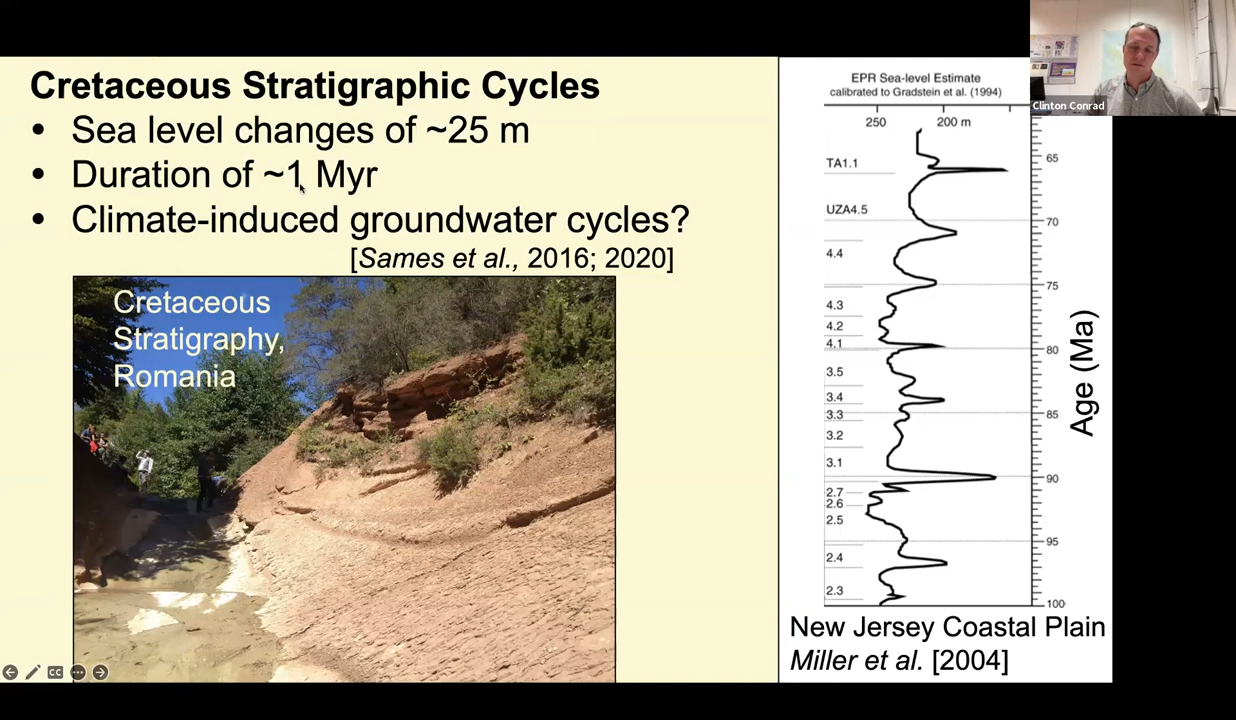 Cretaceous Stratigraphic Cycles
• Sea level changes of ~25 m
• Duration of ~1 Myr
• Climate-induced groundwater cycles?
[Sames et al., 2016; 2020]
Cretaceous
Stratigraphy,
Romania
EPR Sea-level Estimate
calibrated to Gradstein et al. (1994)
250 200 m
TA1.1
UZA4.5
4.4
4.3
4.2
4.1
3.5
3.4
3.3
3.2
3.1
2.7
2.6
2.5
2.4
2.3
65
70
75
80
85
90
95
100
Age (Ma)
New Jersey Coastal Plain
Miller et al. [2004]
Clinton Conrad
CC